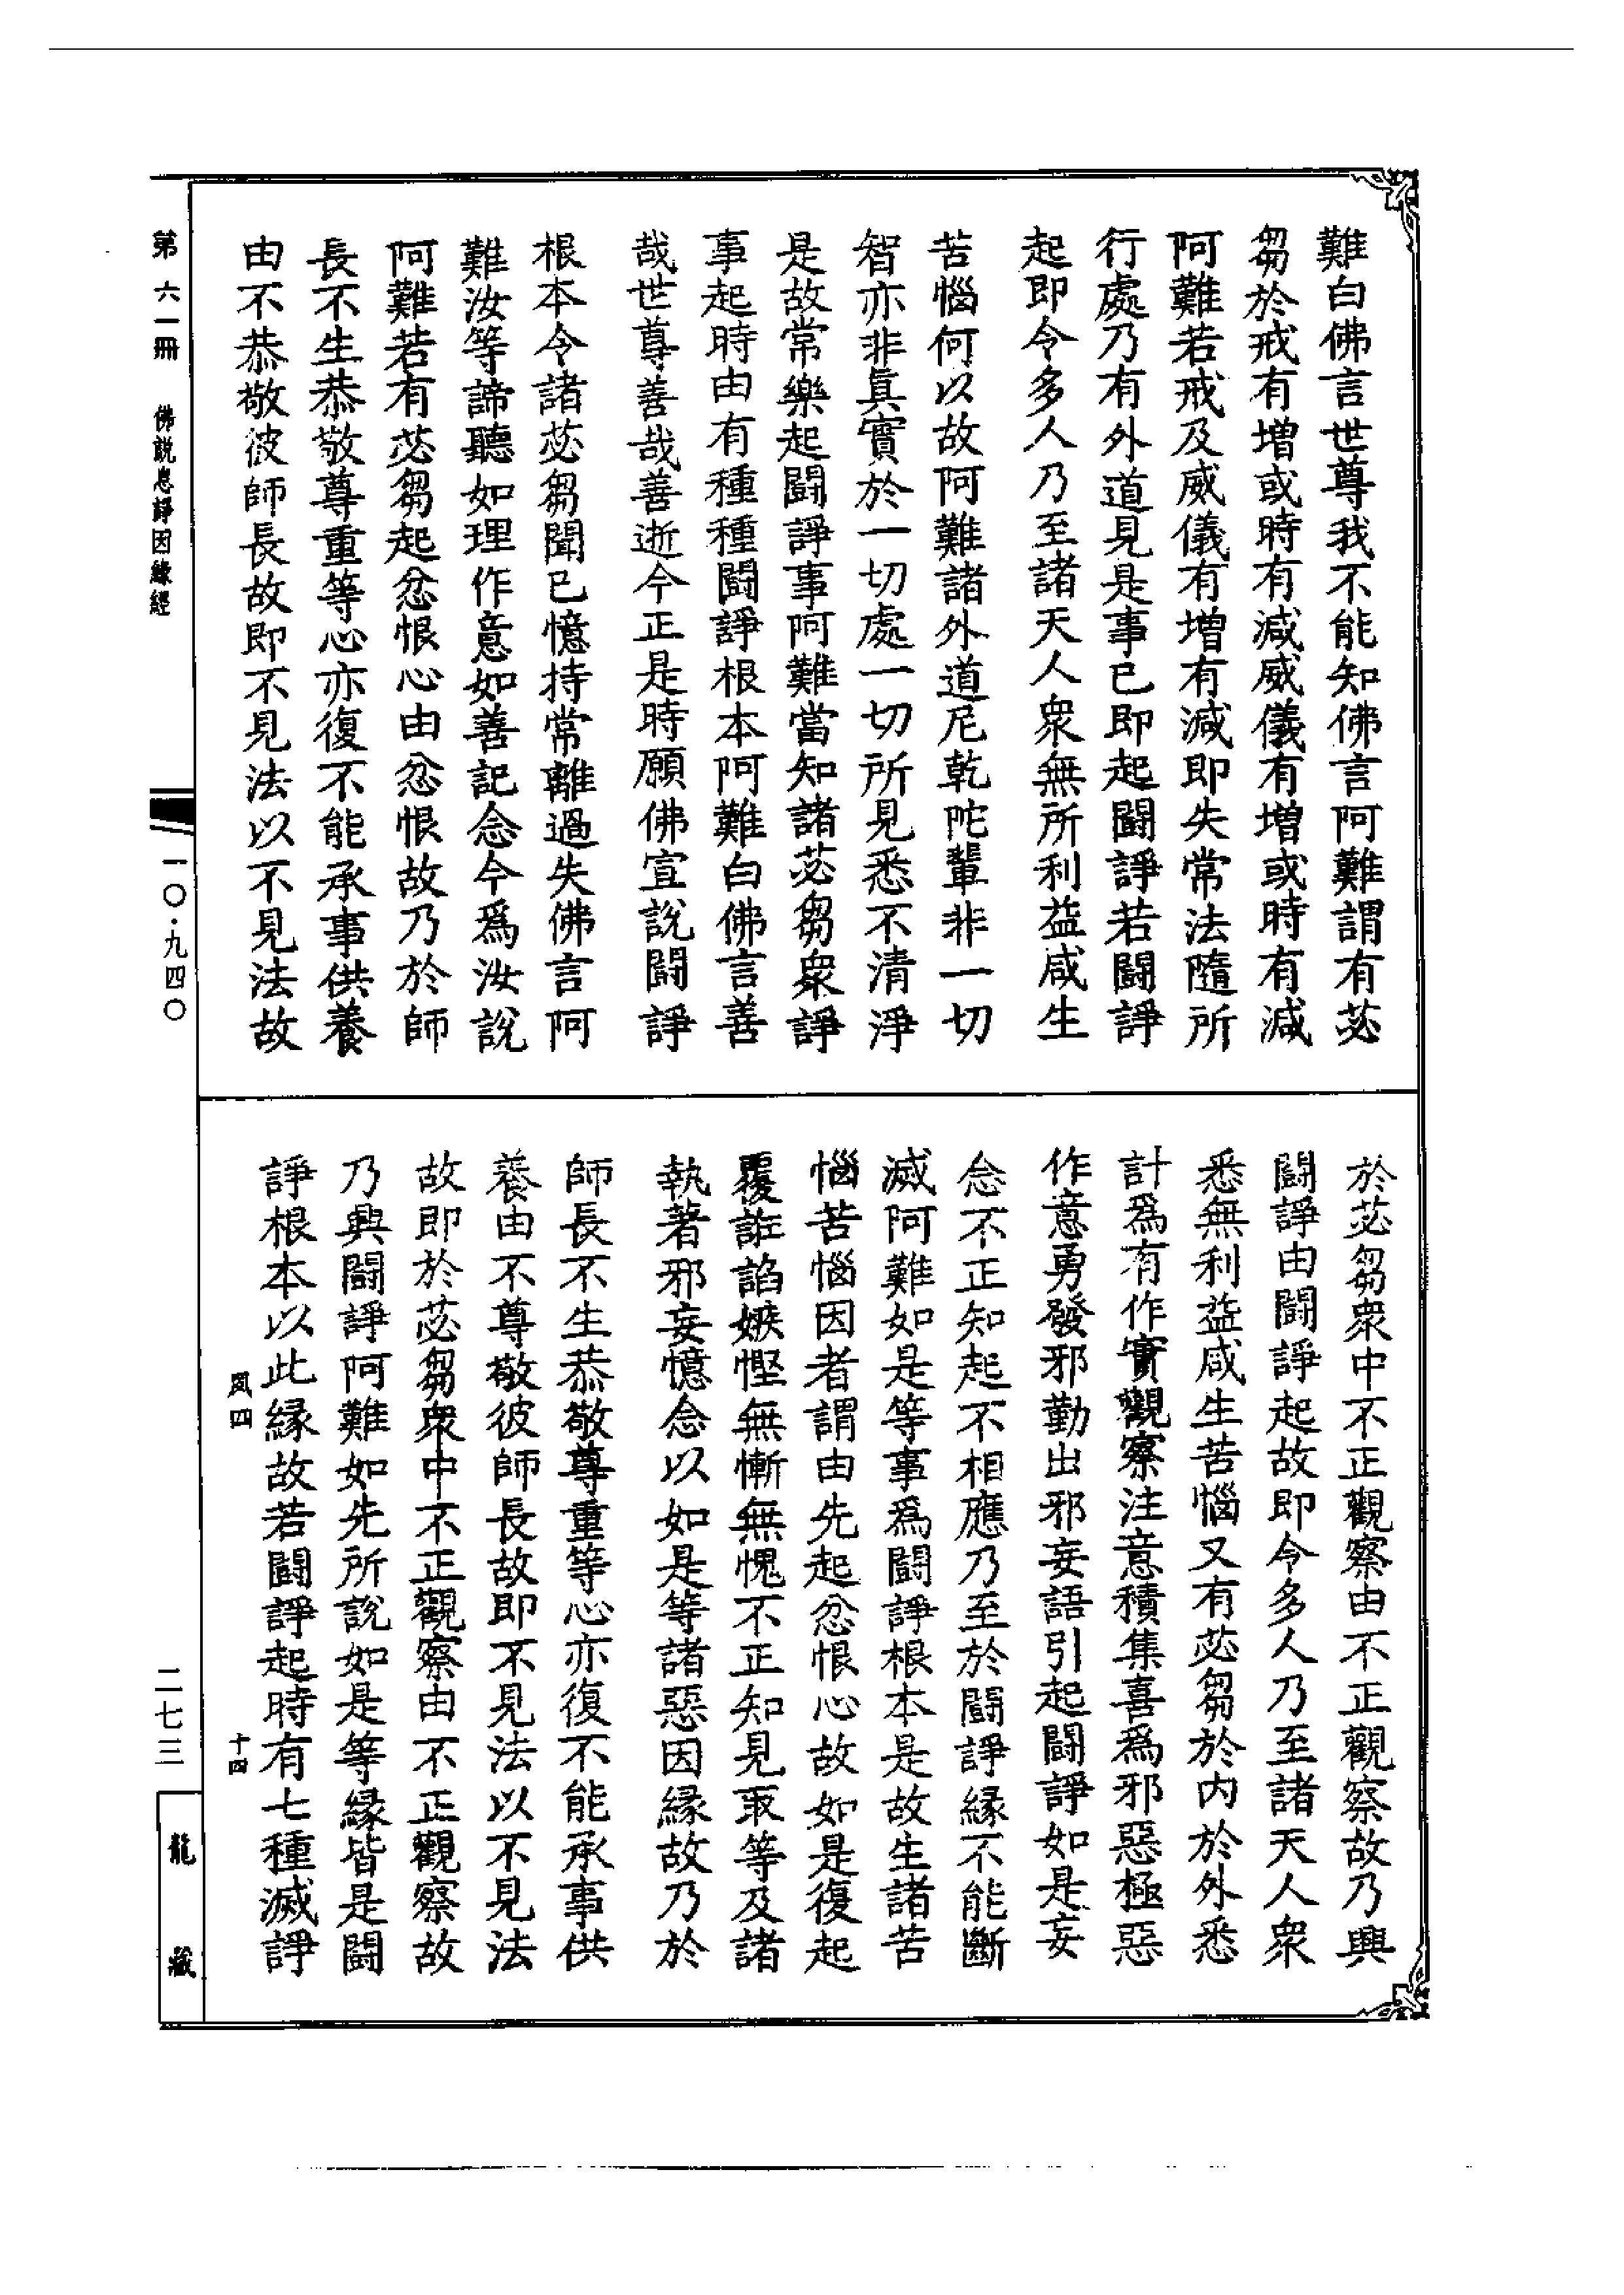 難白佛言世尊我不能知佛言阿難謂有苾
芻於戒有增或時有減威儀有增或時有減
阿難若戒及威儀有增有減即失常法隨所
行處乃有外道見是事已即起鬪諍若鬪諍
起即令多人乃至諸天人衆無所利益咸生
苦惱何以故阿難諸外道尼乾陀輩非一切
智亦非真實於一切處一切所見悉不清淨
是故常樂起鬪諍事阿難當知諸苾芻衆諍
事起時由有種種鬪諍根本阿難白佛言善
哉世尊善哉善逝今正是時願佛宣說鬪諍
根本令諸苾芻聞已憶持常離過失佛言阿
難汝等諦聽如理作意如善記念今爲汝說
阿難若有苾芻起忿恨心由忿恨故乃於師
長不生恭敬尊重等心亦復不能承事供養
由不恭敬彼師長故即不見法以不見法故
於苾芻衆中不正觀察由不正觀察故乃興
鬪諍由鬪諍起故即令多人乃至諸天人衆
悉無利益咸生苦惱又有苾芻於内於外悉
計爲有作實觀察注意積集喜爲邪惡極惡
作意勇發邪勤出邪妄語引起鬪諍如是妄
念不正知起不相應乃至於鬪諍緣不能斷
滅阿難如是等事爲鬪諍根本是故生諸苦
惱苦惱因者謂由先起忿恨心故如是復起
覆誑諂嫉慳無慚無愧不正知見取等及諸
執著邪妄憶念以如是等諸惡因緣故乃於
師長不生恭敬尊重等心亦復不能承事供
養由不尊敬彼師長故即不見法以不見法
故即於苾芻衆中不正觀察由不正觀察故
乃興鬪諍阿難如先所說如是等緣皆是鬪
諍根本以此緣故若鬪諍起時有七種滅諍
夙四
十四
第六一冊 佛説息諍因緣經
一〇·九四〇
二七三
龍藏